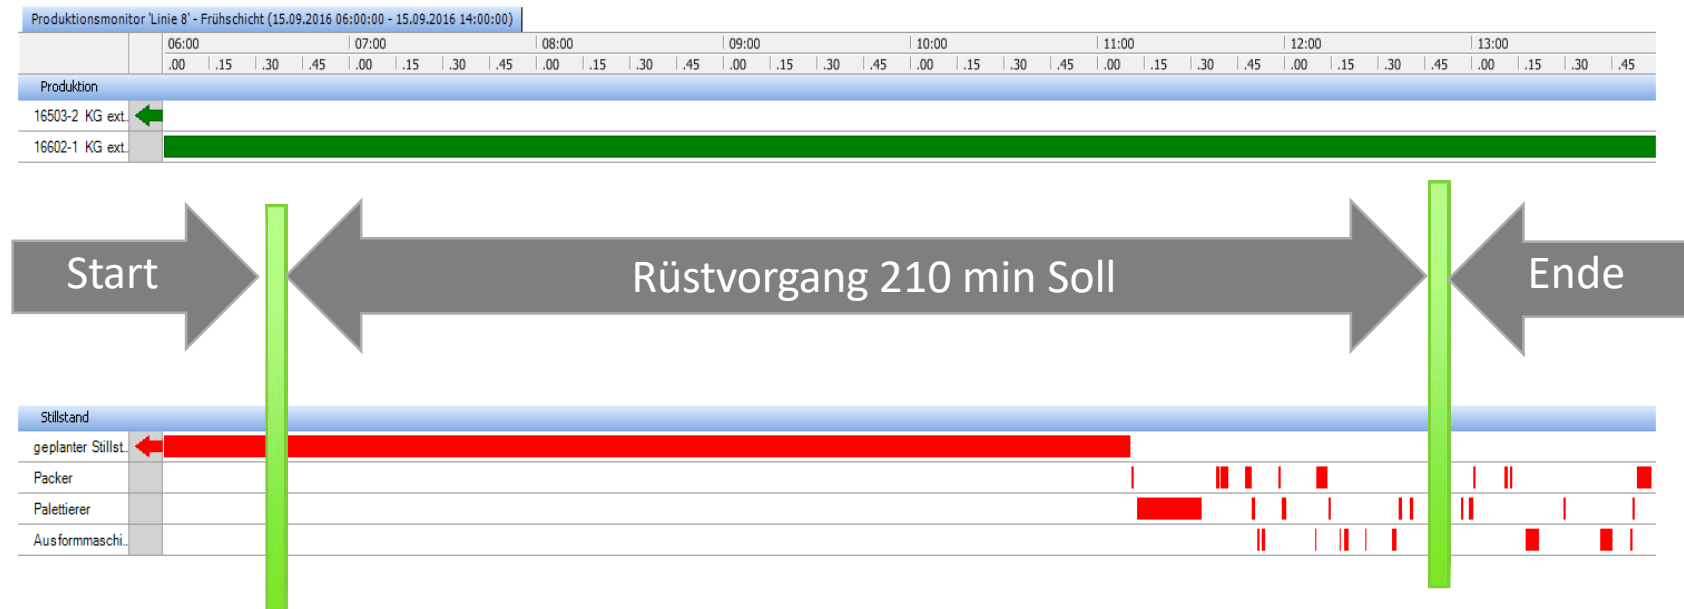 Produktionsmonitor 'Linie 8' - Frühschicht (15.09.2016 06:00:00 - 15.09.2016 14:00:00)
06:00 07:00 08:00 09:00 10:00 11:00 12:00 13:00
.00 .15 .30 .45 .00 .15 .30 .45 .00 .15 .30 .45 .00 .15 .30 .45 .00 .15 .30 .45 .00 .15 .30 .45 .00 .15 .30 .45 .00 .15 .30 .45
Produktion
16503-2 KG ext.
16602-1 KG ext.
Start Rüstvorgang 210 min Soll Ende
Stillstand
geplanter Stillst.
Packer
Palettierer
Ausformmaschi..